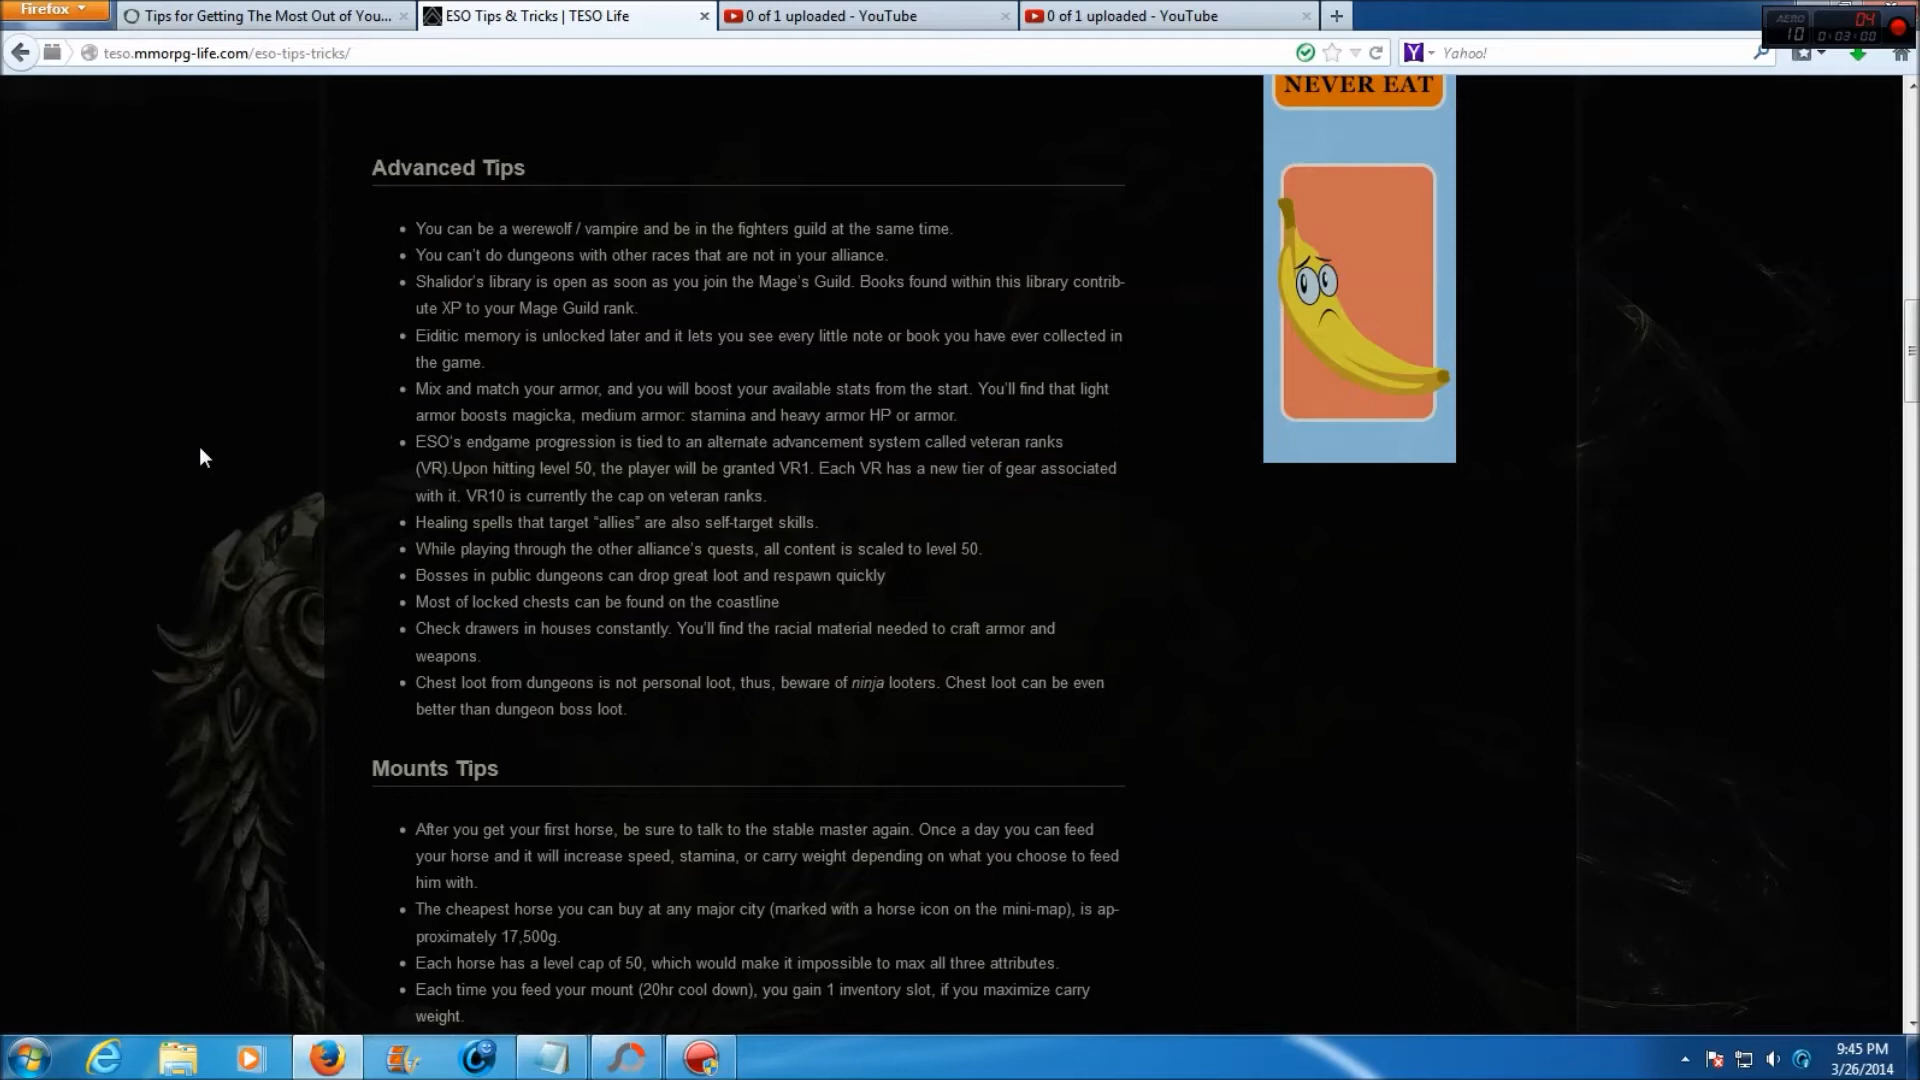 Firefox
Tips for Getting The Most Out of You...
ESO Tips & Tricks | TESO Life
0 of 1 uploaded - YouTube
0 of 1 uploaded - YouTube
AERO
10
04
0:03:00
teso.mmorpg-life.com/eso-tips-tricks/
Yahoo!
NEVER EAT
Advanced Tips
You can be a werewolf / vampire and be in the fighters guild at the same time.
You can't do dungeons with other races that are not in your alliance.
Shalidor's library is open as soon as you join the Mage's Guild. Books found within this library contrib-
ute XP to your Mage Guild rank.
Eiditic memory is unlocked later and it lets you see every little note or book you have ever collected in
the game.
Mix and match your armor, and you will boost your available stats from the start. You'll find that light
armor boosts magicka, medium armor: stamina and heavy armor HP or armor.
ESO's endgame progression is tied to an alternate advancement system called veteran ranks
(VR).Upon hitting level 50, the player will be granted VR1. Each VR has a new tier of gear associated
with it. VR10 is currently the cap on veteran ranks.
Healing spells that target “allies” are also self-target skills.
While playing through the other alliance's quests, all content is scaled to level 50.
Bosses in public dungeons can drop great loot and respawn quickly
Most of locked chests can be found on the coastline
Check drawers in houses constantly. You'll find the racial material needed to craft armor and
weapons.
Chest loot from dungeons is not personal loot, thus, beware of ninja looters. Chest loot can be even
better than dungeon boss loot.
Mounts Tips
After you get your first horse, be sure to talk to the stable master again. Once a day you can feed
your horse and it will increase speed, stamina, or carry weight depending on what you choose to feed
him with.
The cheapest horse you can buy at any major city (marked with a horse icon on the mini-map), is ap-
proximately 17,500g.
Each horse has a level cap of 50, which would make it impossible to max all three attributes.
Each time you feed your mount (20hr cool down), you gain 1 inventory slot, if you maximize carry
weight.
9:45 PM
3/26/2014